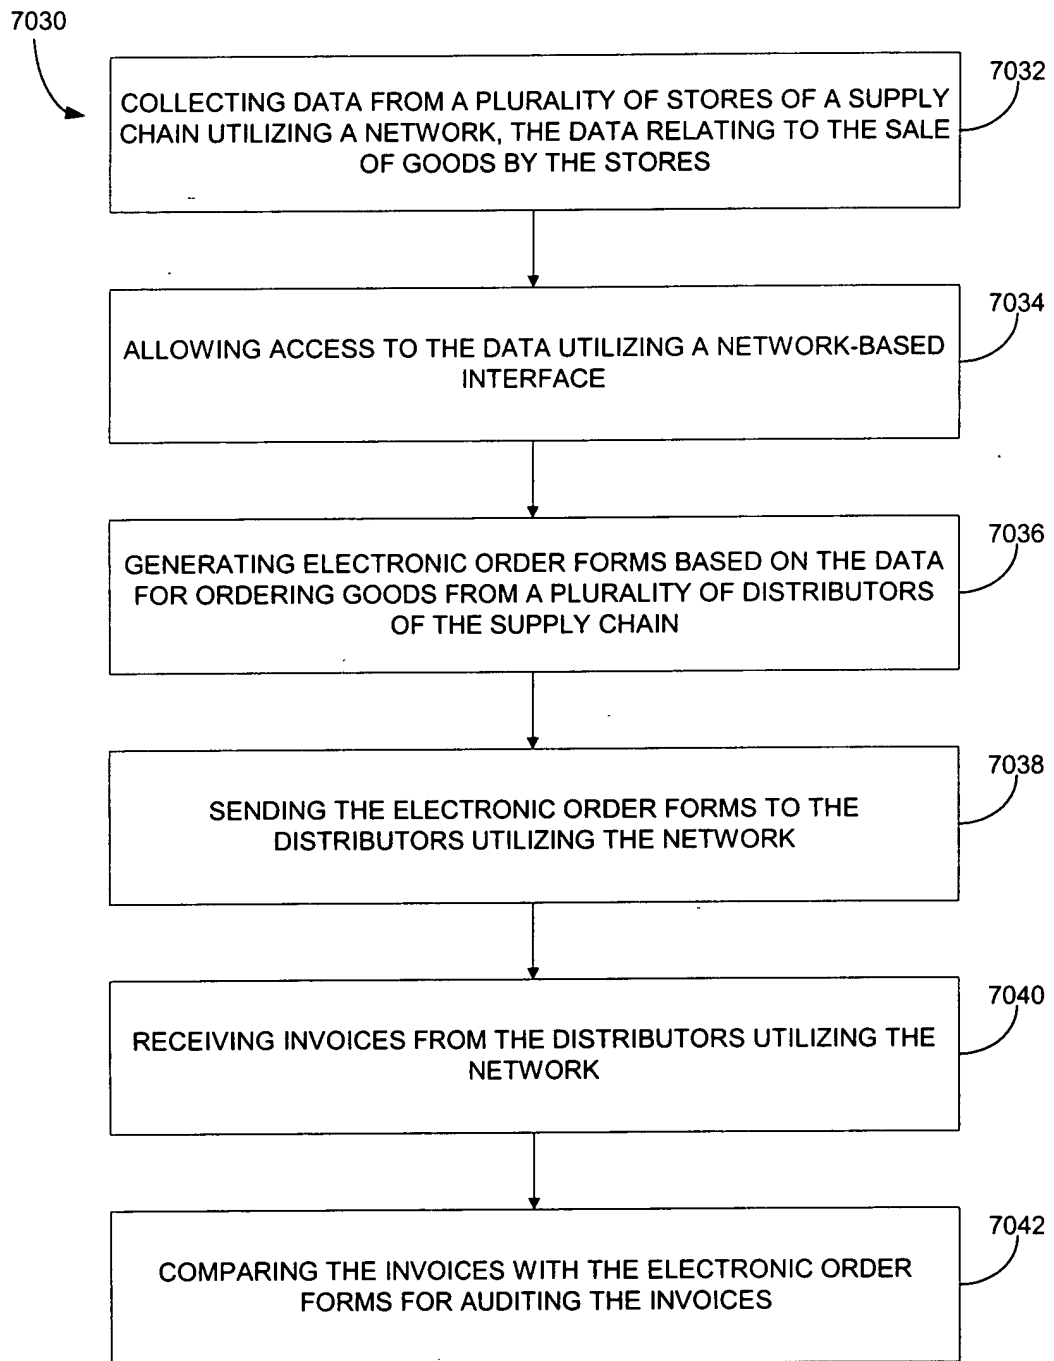 7030
7032
COLLECTING DATA FROM A PLURALITY OF STORES OF A SUPPLY
CHAIN UTILIZING A NETWORK, THE DATA RELATING TO THE SALE
OF GOODS BY THE STORES
7034
ALLOWING ACCESS TO THE DATA UTILIZING A NETWORK-BASED
INTERFACE
7036
GENERATING ELECTRONIC ORDER FORMS BASED ON THE DATA
FOR ORDERING GOODS FROM A PLURALITY OF DISTRIBUTORS
OF THE SUPPLY CHAIN
7038
SENDING THE ELECTRONIC ORDER FORMS TO THE
DISTRIBUTORS UTILIZING THE NETWORK
7040
RECEIVING INVOICES FROM THE DISTRIBUTORS UTILIZING THE
NETWORK
7042
COMPARING THE INVOICES WITH THE ELECTRONIC ORDER
FORMS FOR AUDITING THE INVOICES